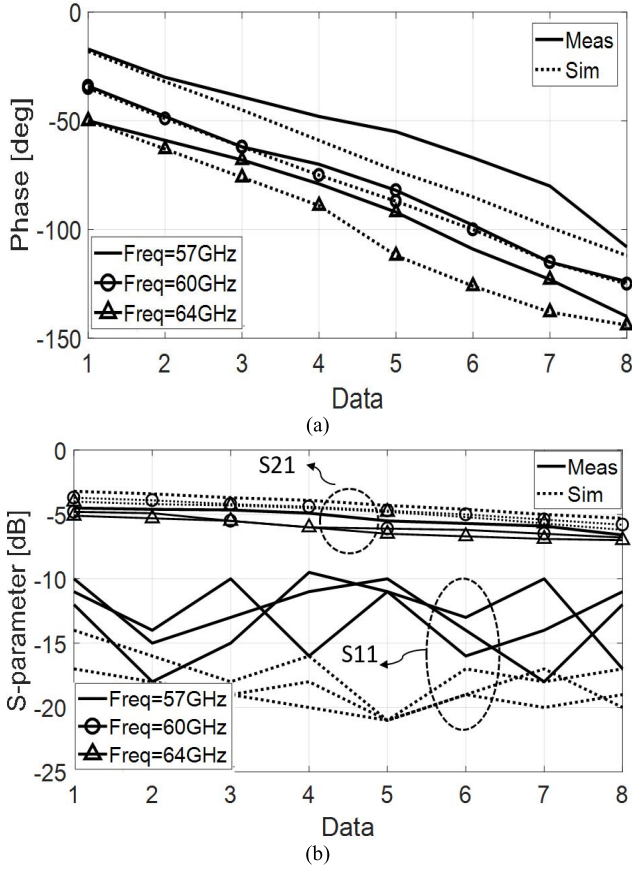 0
-50
-100
-150
Phase [deg]
Meas
Sim
Freq=57GHz
Freq=60GHz
Freq=64GHz
1 2 3 4 5 6 7 8
Data
(a)
0
-5
-10
-15
-20
-25
S-parameter [dB]
S21
Meas
Sim
S11
Freq=57GHz
Freq=60GHz
Freq=64GHz
1 2 3 4 5 6 7 8
Data
(b)